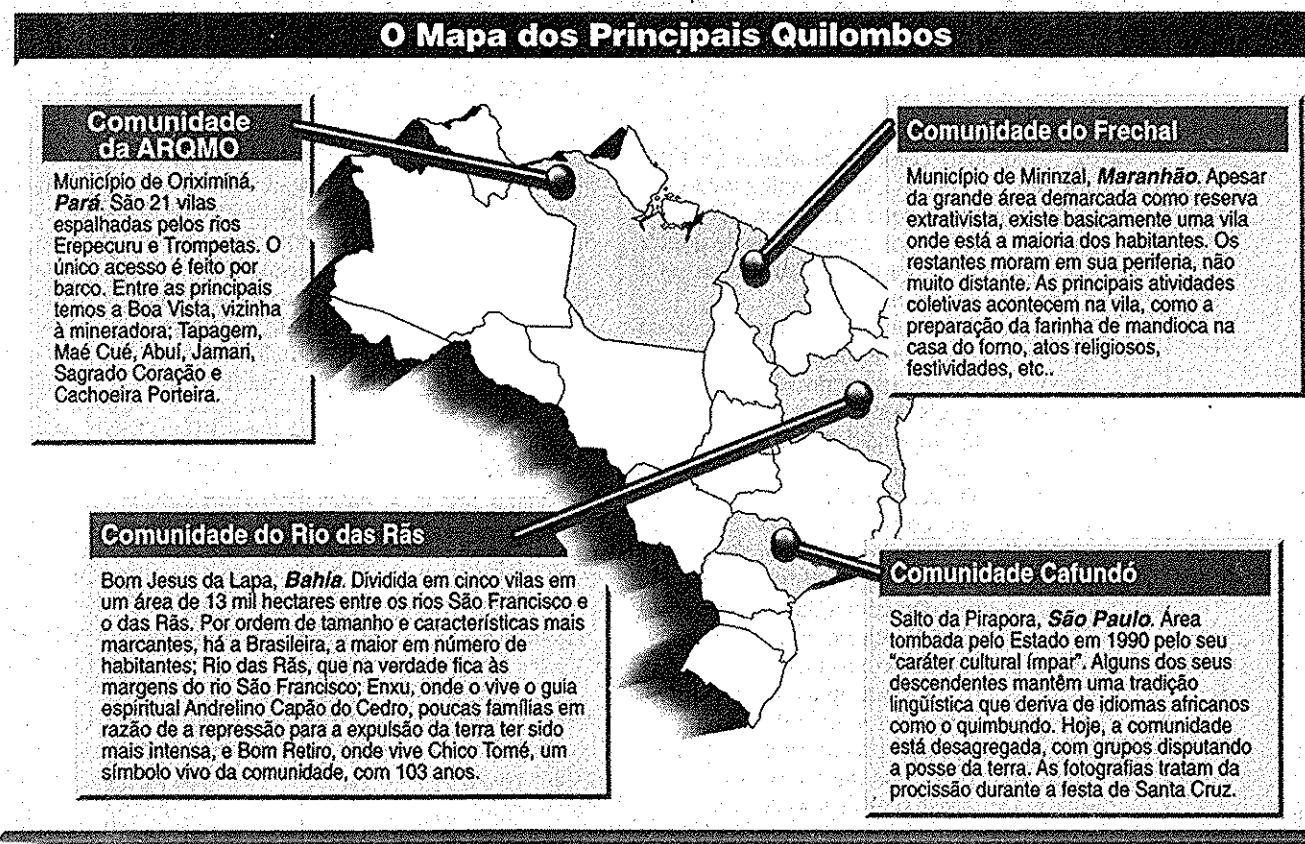 O Mapa dos Principais Quilombos
Comunidade
da ARQMO
Município de Oriximiná,
Pará. São 21 vilas
espalhadas pelos rios
Erepecuru e Trompetas. O
único acesso é feito por
barco. Entre as principais
temos a Boa Vista, vizinha
à mineradora; Tapagem,
Maé Cué, Abuí, Jamari,
Sagrado Coração e
Cachoeira Porteira.
Comunidade do Frechal
Município de Mirinzal, Maranhão. Apesar
da grande área demarcada como reserva
extrativista, existe basicamente uma vila
onde está a maioria dos habitantes. Os
restantes moram em sua periferia, não
muito distante. As principais atividades
coletivas acontecem na vila, como a
preparação da farinha de mandioca na
casa do forno, atos religiosos,
festividades, etc..
Comunidade do Rio das Rãs
Bom Jesus da Lapa, Bahia. Dividida em cinco vilas em
um área de 13 mil hectares entre os rios São Francisco e
o das Rãs. Por ordem de tamanho e características mais
marcantes, há a Brasileira, a maior em número de
habitantes; Rio das Rãs, que na verdade fica às
margens do rio São Francisco; Enxu, onde o vive o guia
espiritual Andrelino Capão do Cedro, poucas famílias em
razão de a repressão para a expulsão da terra ter sido
mais intensa, e Bom Retiro, onde vive Chico Tomé, um
símbolo vivo da comunidade, com 103 anos.
Comunidade Cafundó
Salto da Pirapora, São Paulo. Área
tombada pelo Estado em 1990 pelo seu
"caráter cultural ímpar". Alguns dos seus
descendentes mantêm uma tradição
lingüística que deriva de idiomas africanos
como o quimbundo. Hoje, a comunidade
está desagregada, com grupos disputando
a posse da terra. As fotografias tratam da
procissão durante a festa de Santa Cruz.